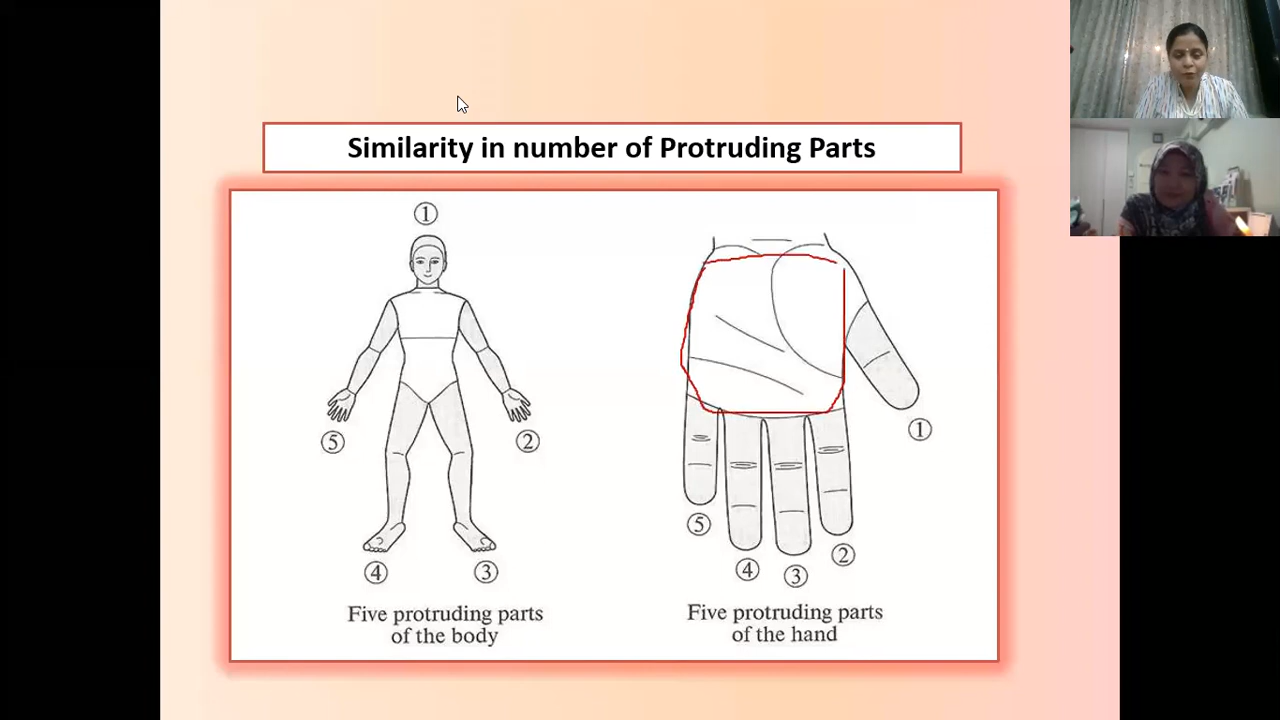 Similarity in number of Protruding Parts
①
⑤
②
④
③
Five protruding parts
of the body
①
⑤
④
③
②
Five protruding parts
of the hand